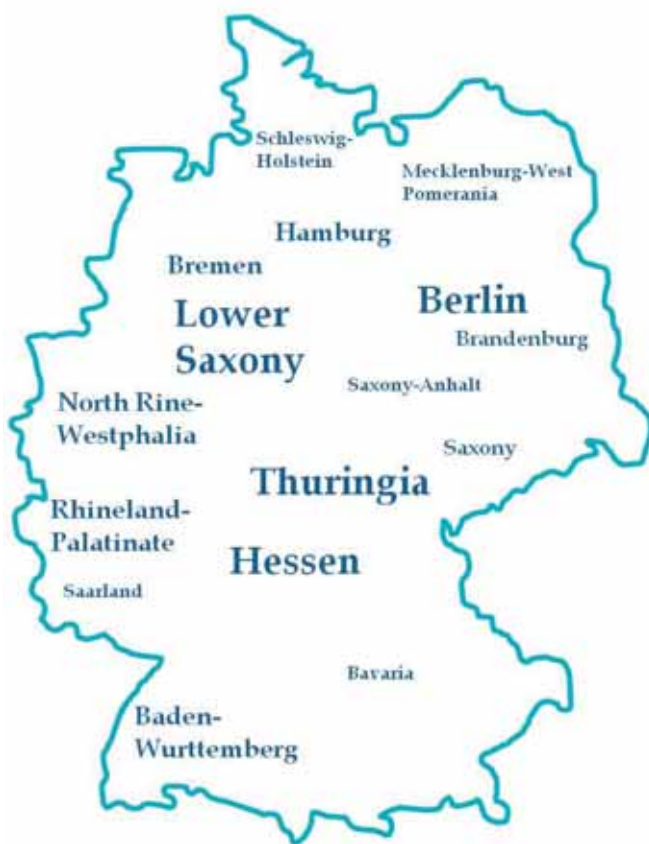 Schleswig-
Holstein
Mecklenburg-West
Pomerania
Hamburg
Bremen
Berlin
Lower
Saxony
Brandenburg
Saxony-Anhalt
North Rine-
Westphalia
Saxony
Thuringia
Rhineland-
Palatinate
Hessen
Saarland
Bavaria
Baden-
Wurttemberg